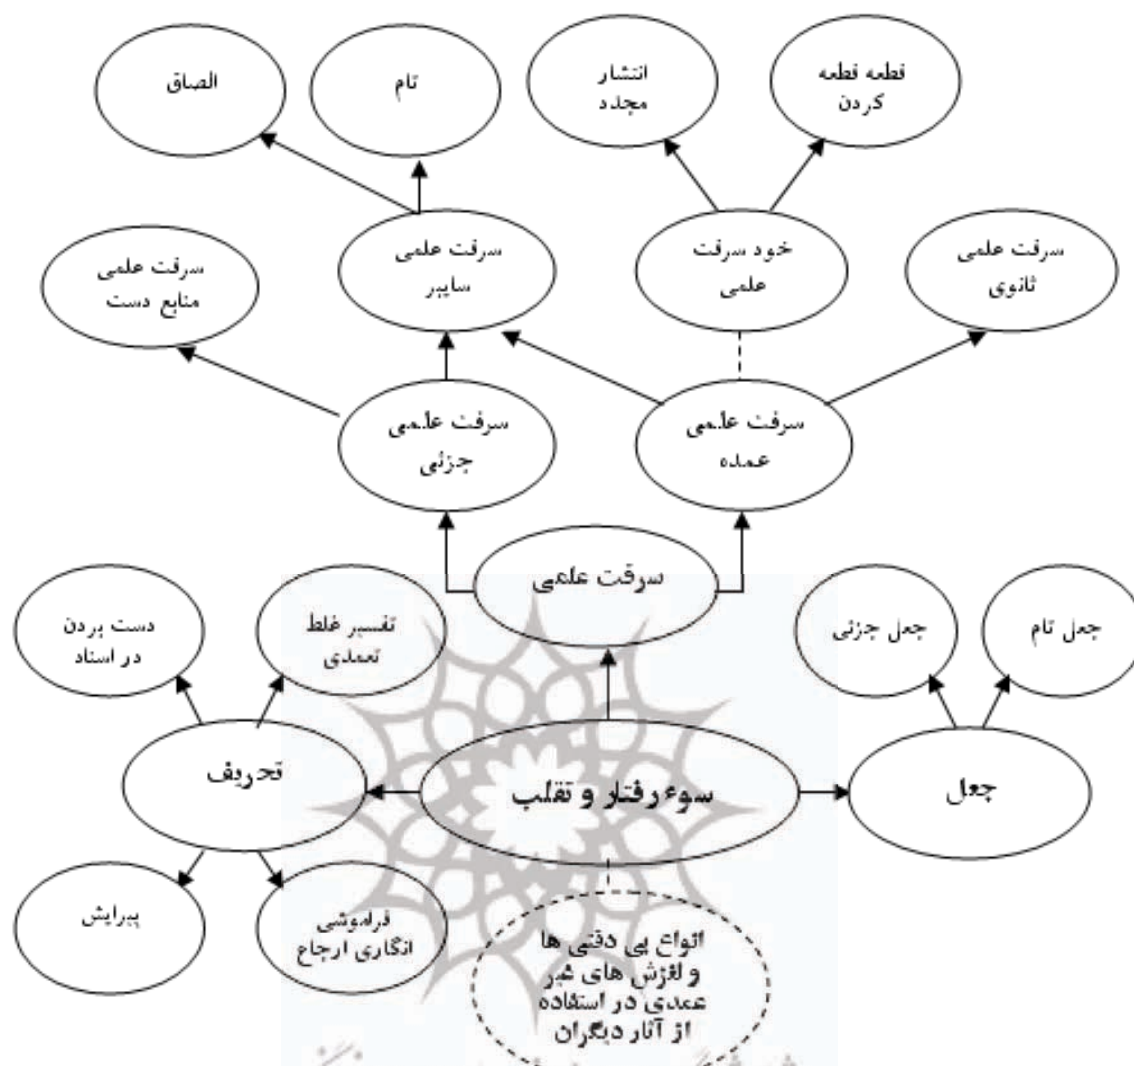 الصاق
تام
انتشار
مجدد
قطعه قطعه
کردن
سرقت علمی
منابع دست
سرقت علمی
سایبر
خود سرقت
علمی
سرقت علمی
ثانوی
سرقت علمی
جزئی
سرقت علمی
عمده
سرقت علمی
دست بردن
در اسناد
تفسیر غلط
تعمدی
جعل جزئی
جعل تام
تحریف
سوء رفتار و تقلب
جعل
پیرایش
فراموشی
انگاری ارجاع
انواع بی دقتی ها
و لغزش های غیر
عمدی در استفاده
از آثار دیگران